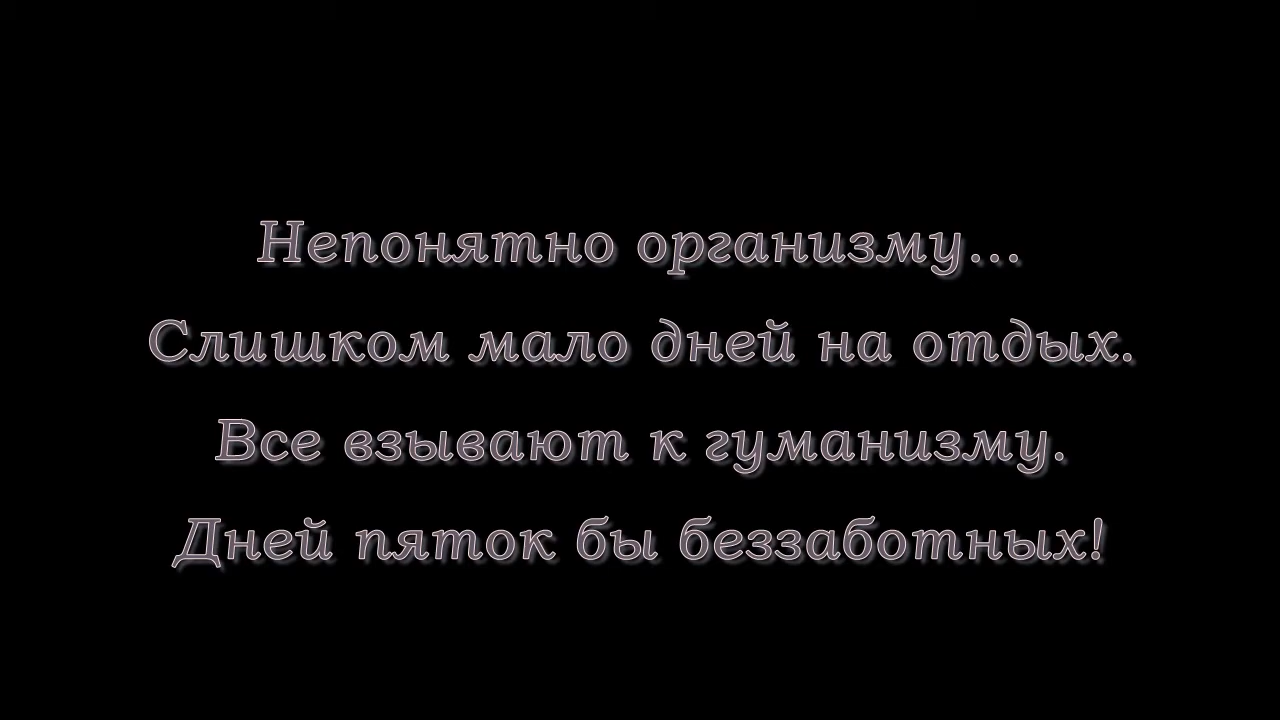 Непонятно организму...
Слишком мало дней на отдых.
Все взывают к гуманизму.
Дней пяток бы беззаботных!